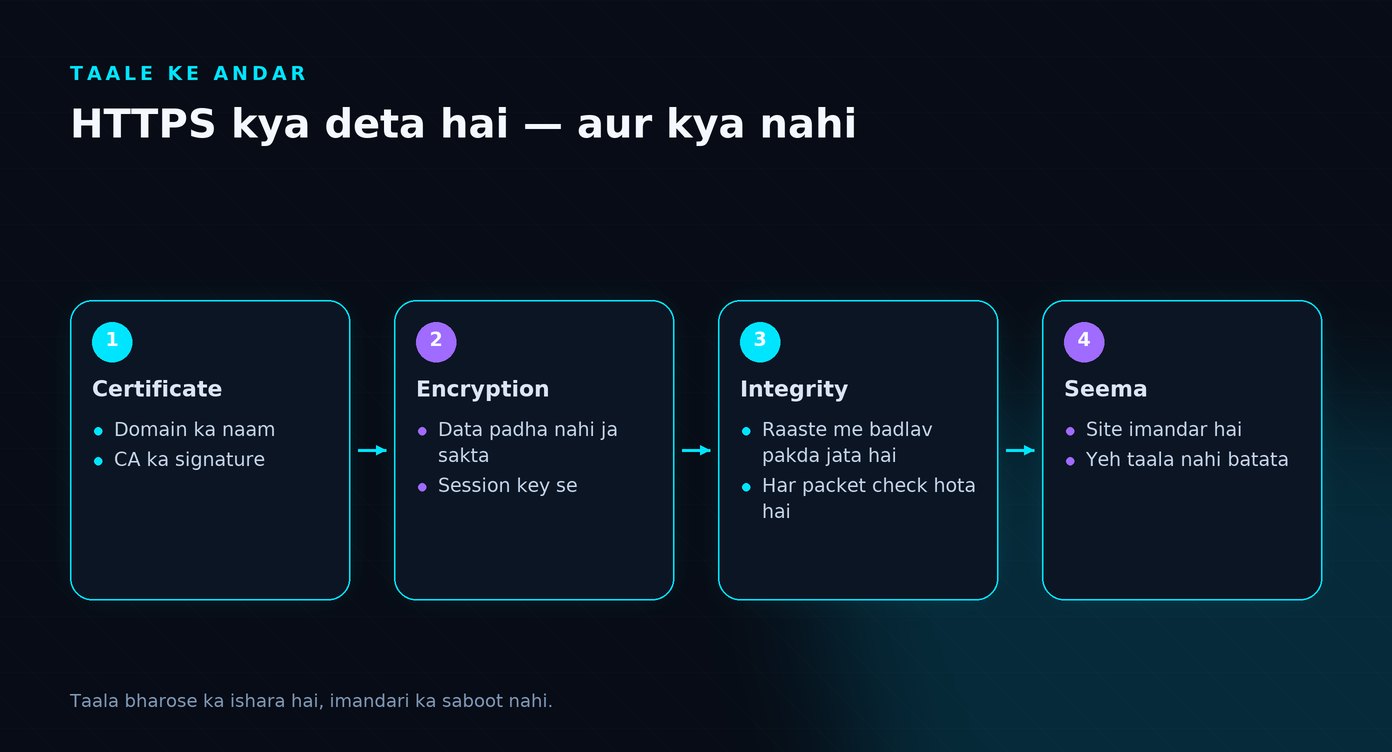 TAALE KE ANDAR
HTTPS kya deta hai — aur kya nahi
1
Certificate
Domain ka naam
CA ka signature
2
Encryption
Data padha nahi ja
sakta
Session key se
3
Integrity
Raaste me badlav
pakda jata hai
Har packet check hota
hai
4
Seema
Site imandar hai
Yeh taala nahi batata
Taala bharose ka ishara hai, imandari ka saboot nahi.